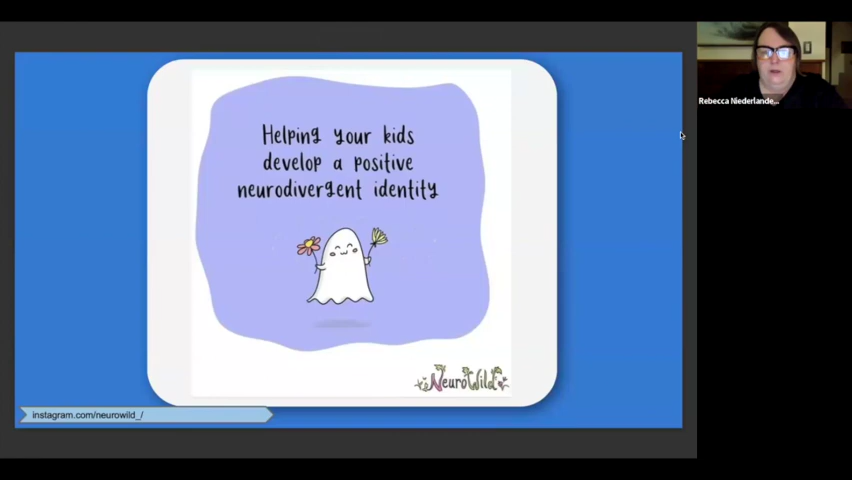 Helping your kids
develop a positive
neurodivergent identity
NeuroWild
instagram.com/neurowild_/
Rebecca Niederlande...